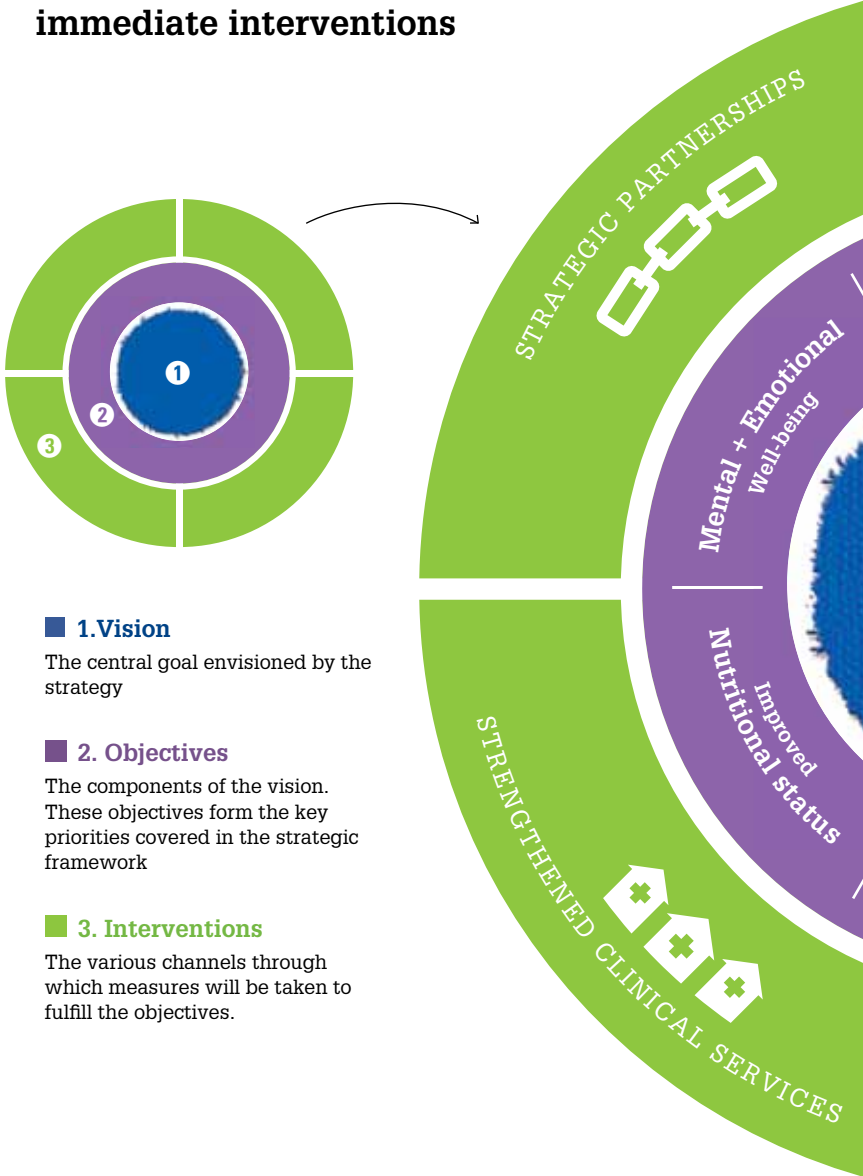 immediate interventions
1
2
3
1.Vision
The central goal envisioned by the
strategy
2. Objectives
The components of the vision.
These objectives form the key
priorities covered in the strategic
framework
3. Interventions
The various channels through
which measures will be taken to
fulfill the objectives.
STRATEGIC PARTNERSHIPS
Mental + Emotional
Well-being
Improved
Nutritional status
STRENGTHENED CLINICAL SERVICES